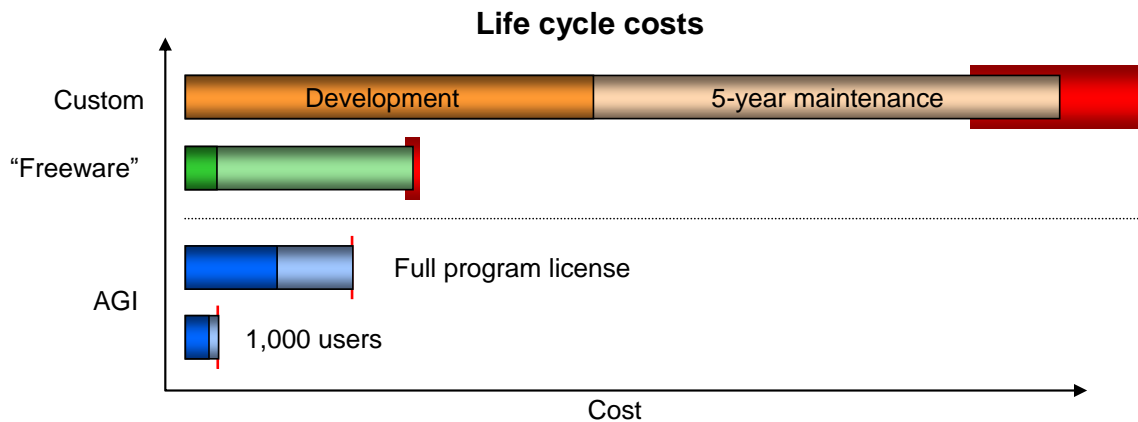 Life cycle costs
Custom
Development
5-year maintenance
“Freeware”
AGI
Full program license
1,000 users
Cost